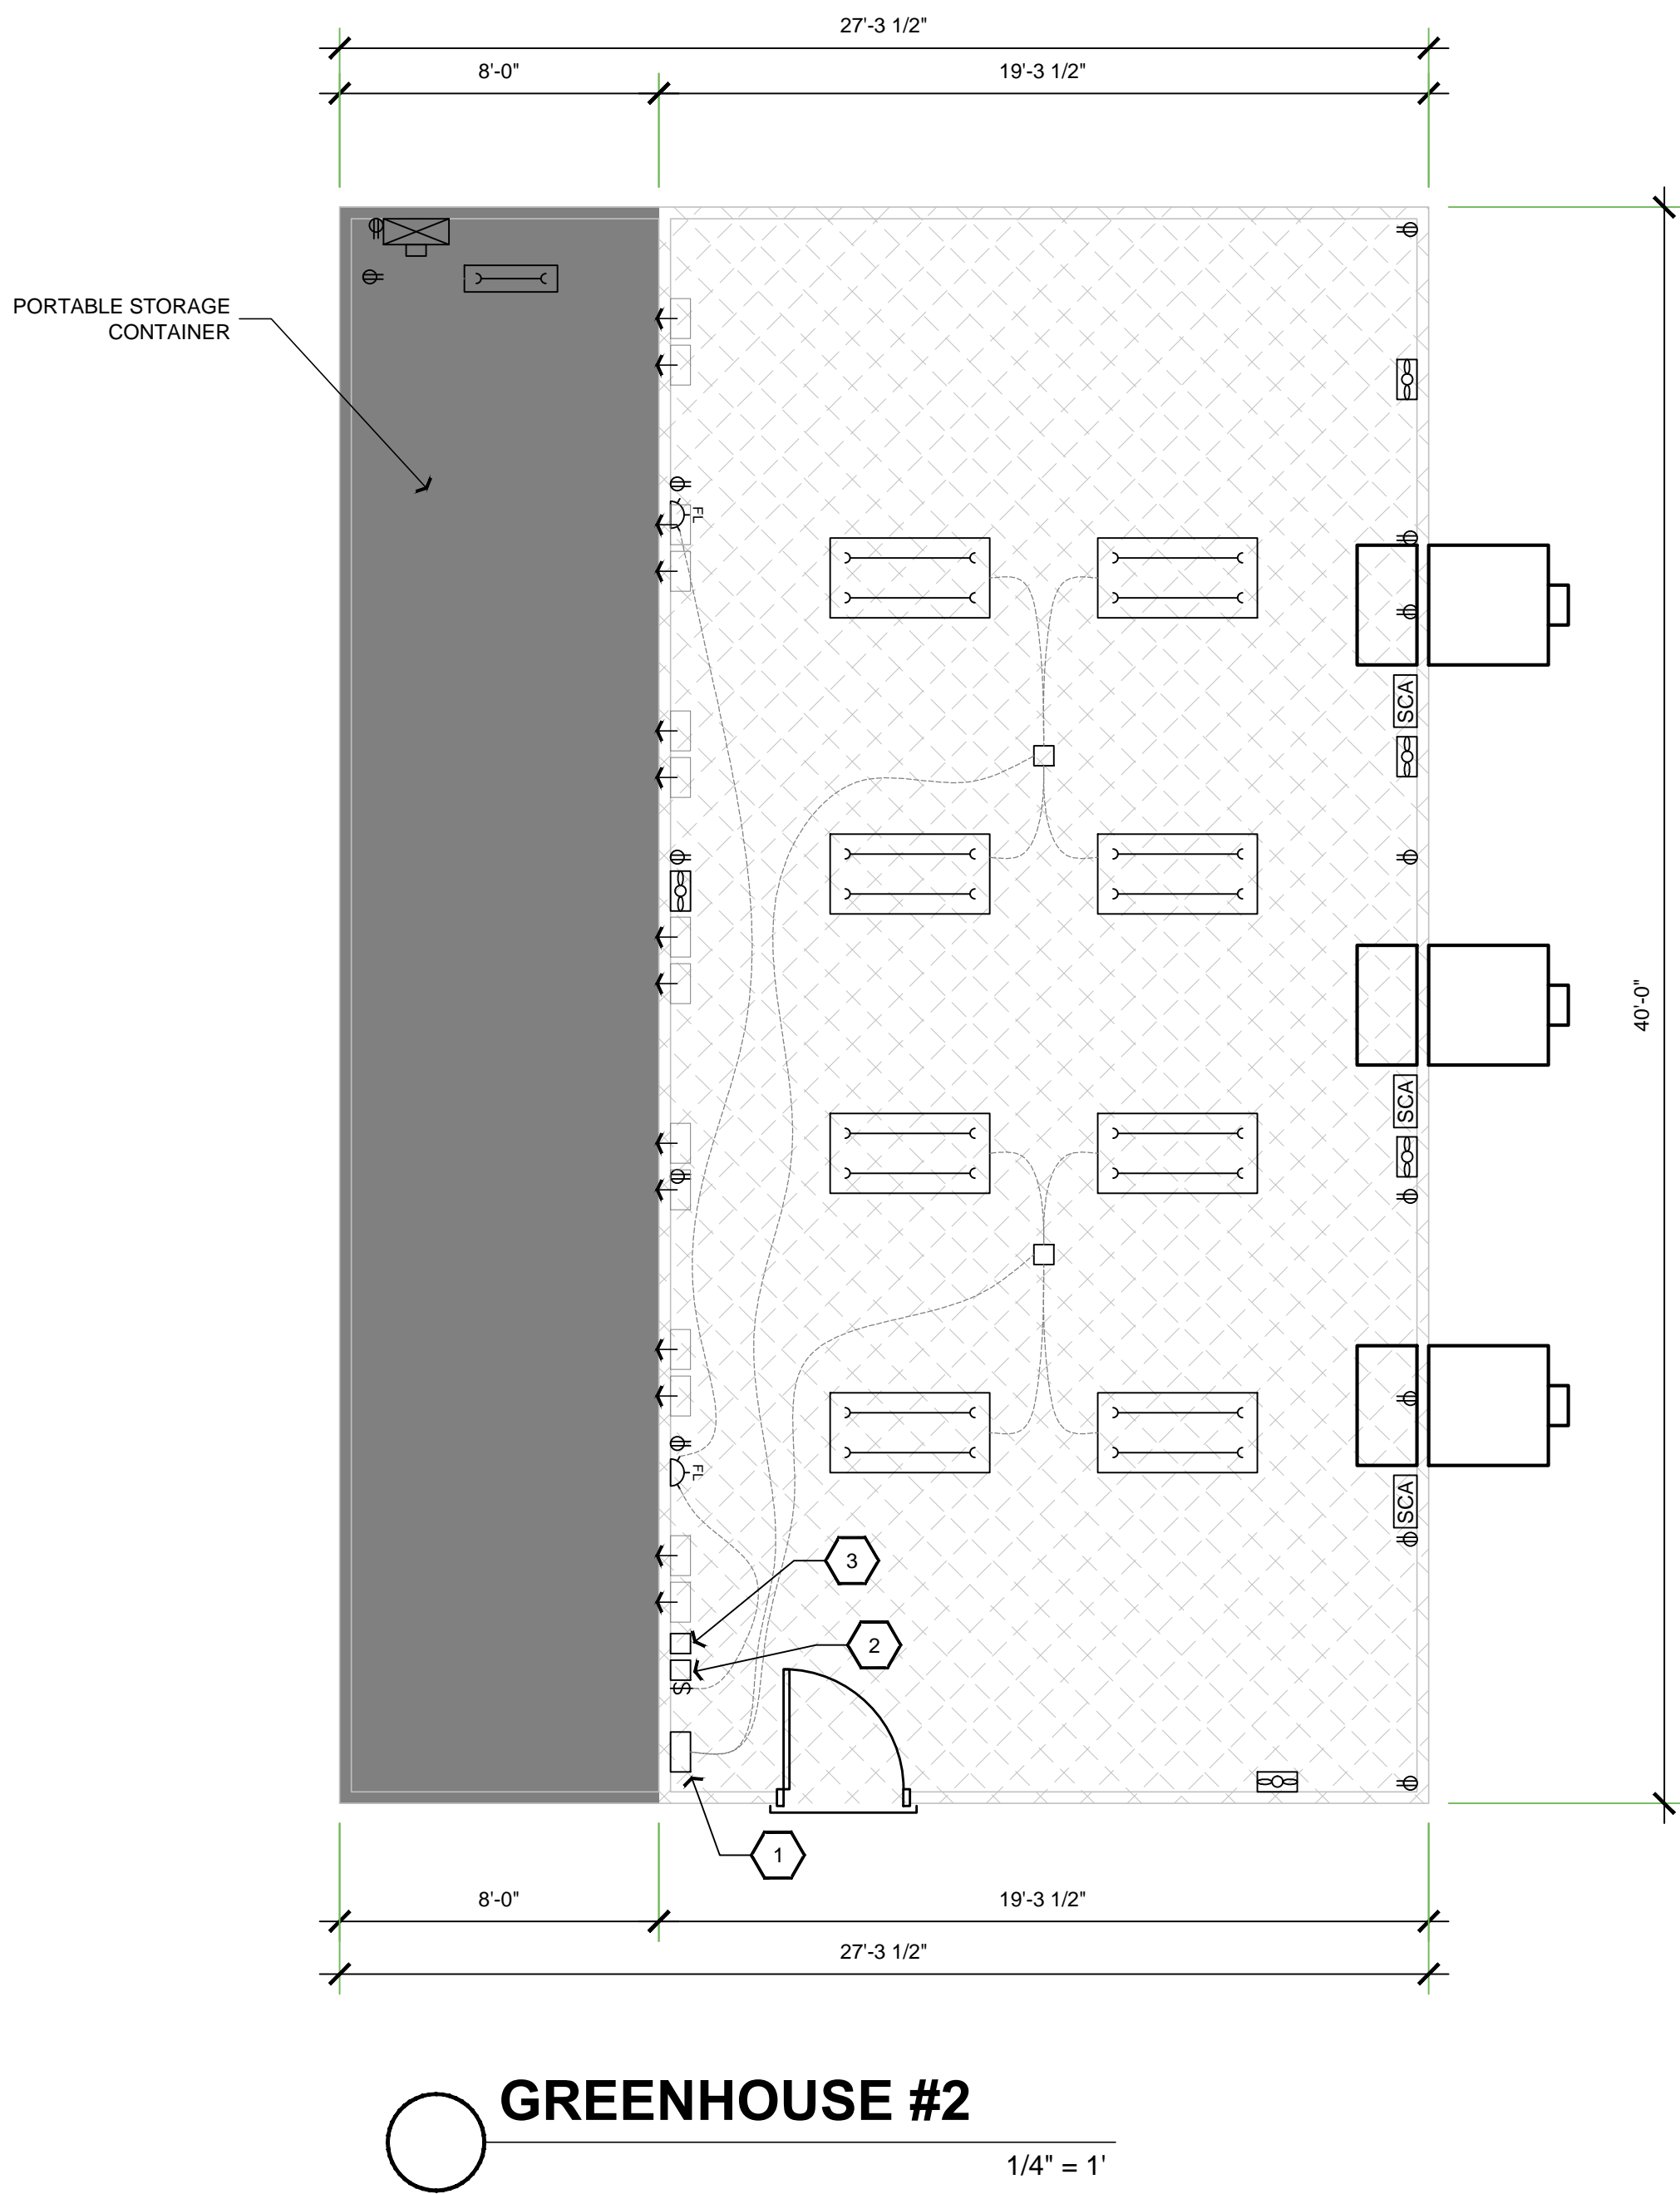 27'-3 1/2"
8'-0"
19'-3 1/2"
PORTABLE STORAGE
CONTAINER
FL
SCA
40'-0"
SCA
FL
SCA
3
2
S
1
8'-0"
19'-3 1/2"
27'-3 1/2"
GREENHOUSE #2
1/4" = 1'